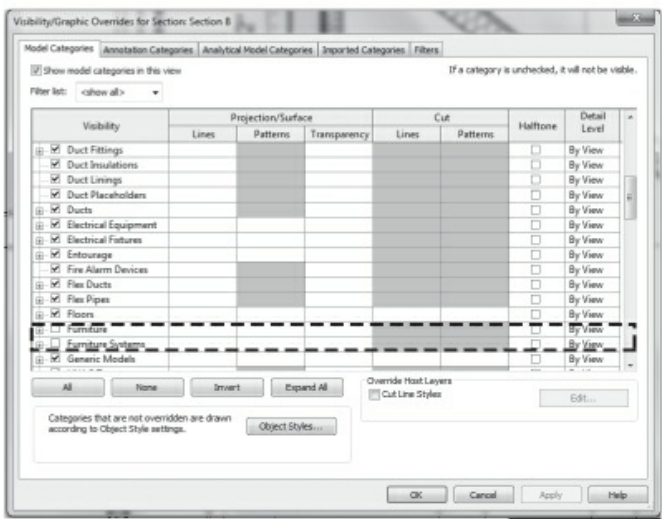 Visibility/Graphic Overrides for Section: Section B
Model Categories Annotation Categories Analytical Model Categories Imported Categories Filters
Show model categories in this view
If a category is unchecked, it will not be visible.
Filter list: <show all>
Visibility Projection/Surface Cut Halftone Detail Level
Lines Patterns Transparency Lines Patterns
Duct Fittings By View
Duct Insulations By View
Duct Linings By View
Duct Placeholders By View
Ducts By View
Electrical Equipment By View
Electrical Fixtures By View
Entourage By View
Fire Alarm Devices By View
Flex Ducts By View
Flex Pipes By View
Floors By View
Furniture By View
Furniture Systems By View
Generic Models By View
All None Invert Expand All
Override Host Layers
Cut Line Styles
Edit...
Categories that are not overridden are drawn
according to Object Style settings.
Object Styles...
OK Cancel Apply Help